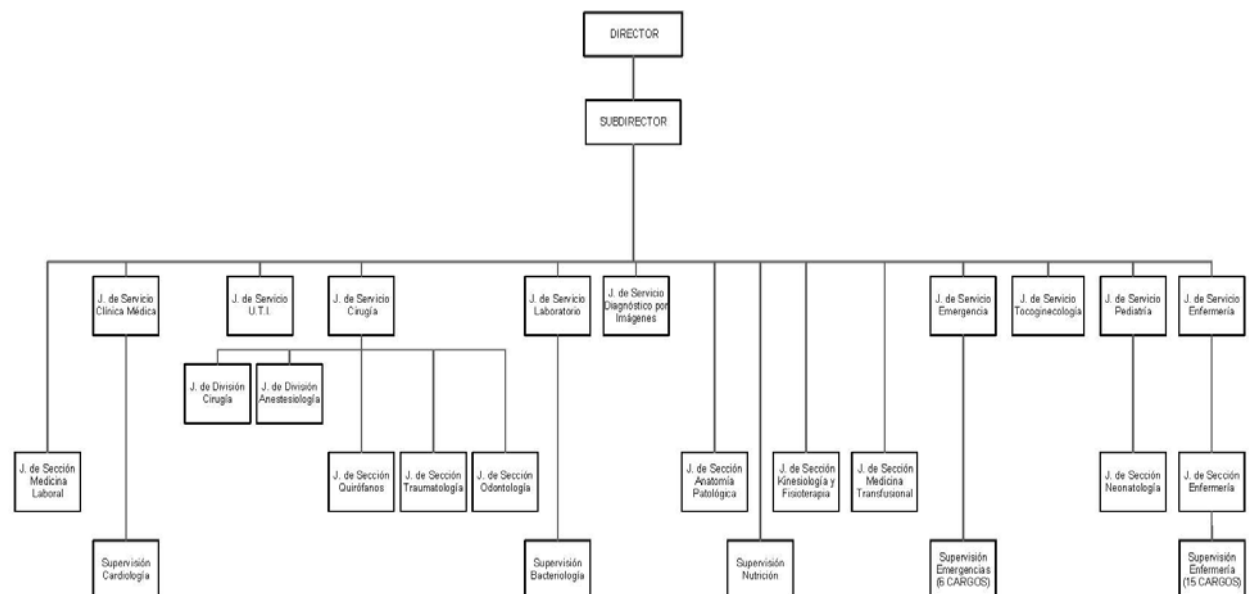 DIRECTOR
SUBDIRECTOR
J. de Servicio
Clínica Médica
J. de Servicio
U.T.I.
J. de Servicio
Cirugía
J. de Servicio
Laboratorio
J. de Servicio
Diagnóstico por
Imágenes
J. de Servicio
Emergencia
J. de Servicio
Tocoginecología
J. de Servicio
Pediatría
J. de Servicio
Enfermería
J. de División
Cirugía
J. de División
Anestesiología
J. de Sección
Medicina
Laboral
J. de Sección
Quirófanos
J. de Sección
Traumatología
J. de Sección
Odontología
J. de Sección
Anatomía
Patológica
J. de Sección
Kinesiología y
Fisioterapia
J. de Sección
Medicina
Transfusional
J. de Sección
Neonatología
J. de Sección
Enfermería
Supervisión
Cardiología
Supervisión
Bacteriología
Supervisión
Nutrición
Supervisión
Emergencias
(6 CARGOS)
Supervisión
Enfermería
(15 CARGOS)